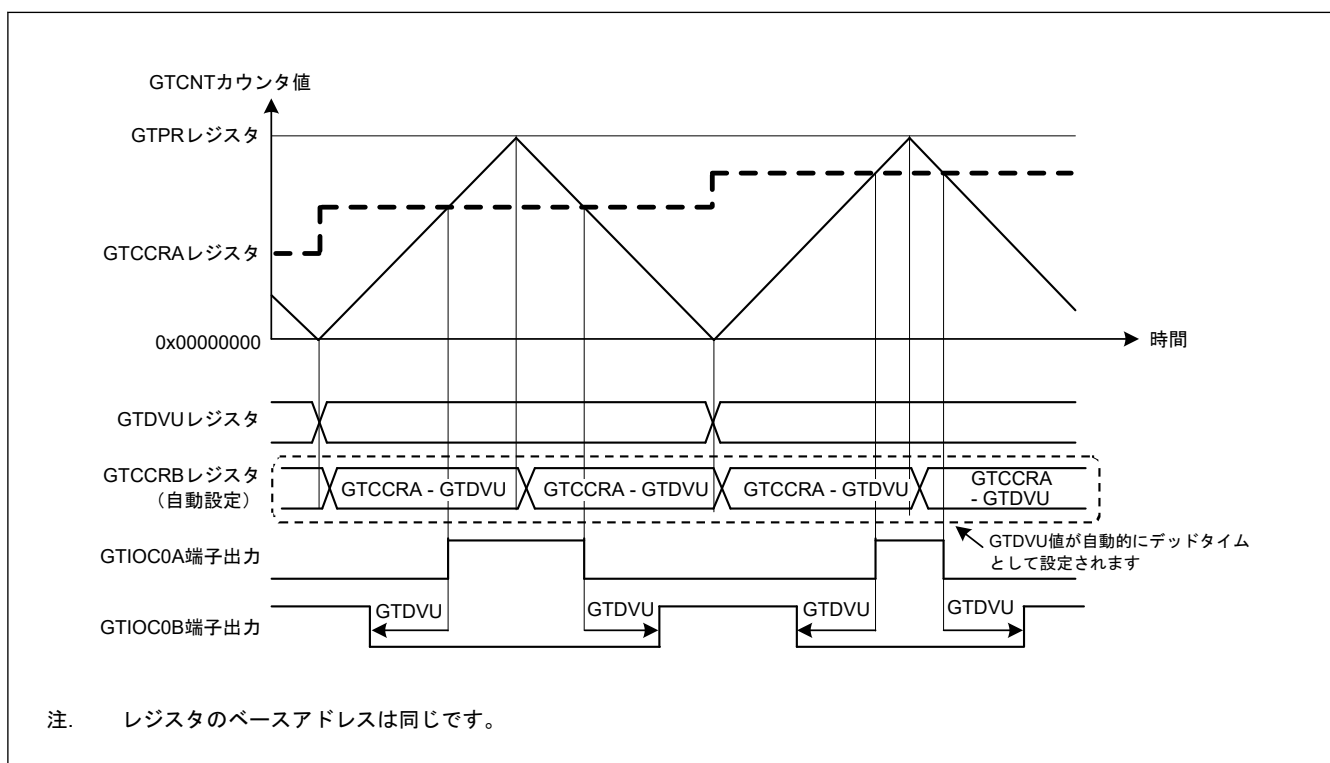 GTCNTカウンタ値
GTPRレジスタ
GTCCRAレジスタ
0x00000000
時間
GTDVUレジスタ
GTCCRBレジスタ
（自動設定）
GTCCRA - GTDVU
GTCCRA - GTDVU
GTCCRA - GTDVU
GTCCRA
- GTDVU
GTDVU値が自動的にデッドタイム
として設定されます
GTIOC0A端子出力
GTDVU
GTDVU
GTDVU
GTDVU
GTIOC0B端子出力
注. レジスタのベースアドレスは同じです。